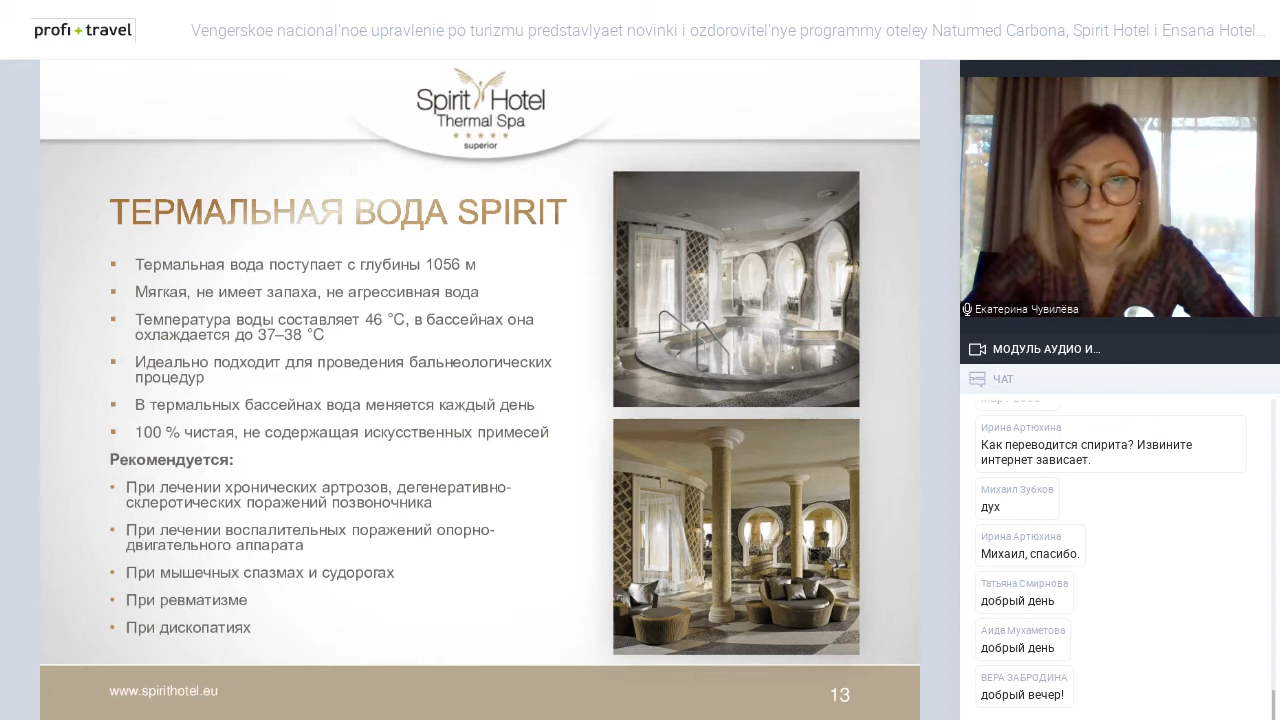 profi + travel
Vengerskoe nacional'noe upravlenie po turizmu predstavlyaet novinki i ozdorovitel'nye programmy oteley Naturmed Carbona, Spirit Hotel i Ensana Hotel...
Spirit Hotel
Thermal Spa
superior
ТЕРМАЛЬНАЯ ВОДА SPIRIT
▪ Термальная вода поступает с глубины 1056 м
▪ Мягкая, не имеет запаха, не агрессивная вода
▪ Температура воды составляет 46 °C, в бассейнах она
охлаждается до 37–38 °C
▪ Идеально подходит для проведения бальнеологических
процедур
▪ В термальных бассейнах вода меняется каждый день
▪ 100 % чистая, не содержащая искусственных примесей
Рекомендуется:
• При лечении хронических артрозов, дегенеративно-
склеротических поражений позвоночника
• При лечении воспалительных поражений опорно-
двигательного аппарата
• При мышечных спазмах и судорогах
• При ревматизме
• При дископатиях
www.spirithotel.eu
13
Екатерина Чувилёва
МОДУЛЬ АУДИО И...
ЧАТ
Ирина Артюхина
Как переводится спирита? Извините
интернет зависает.
Михаил Зубков
дух
Ирина Артюхина
Михаил, спасибо.
Татьяна Смирнова
добрый день
Аида Мухаметова
добрый день
ВЕРА ЗАБРОДИНА
добрый вечер!